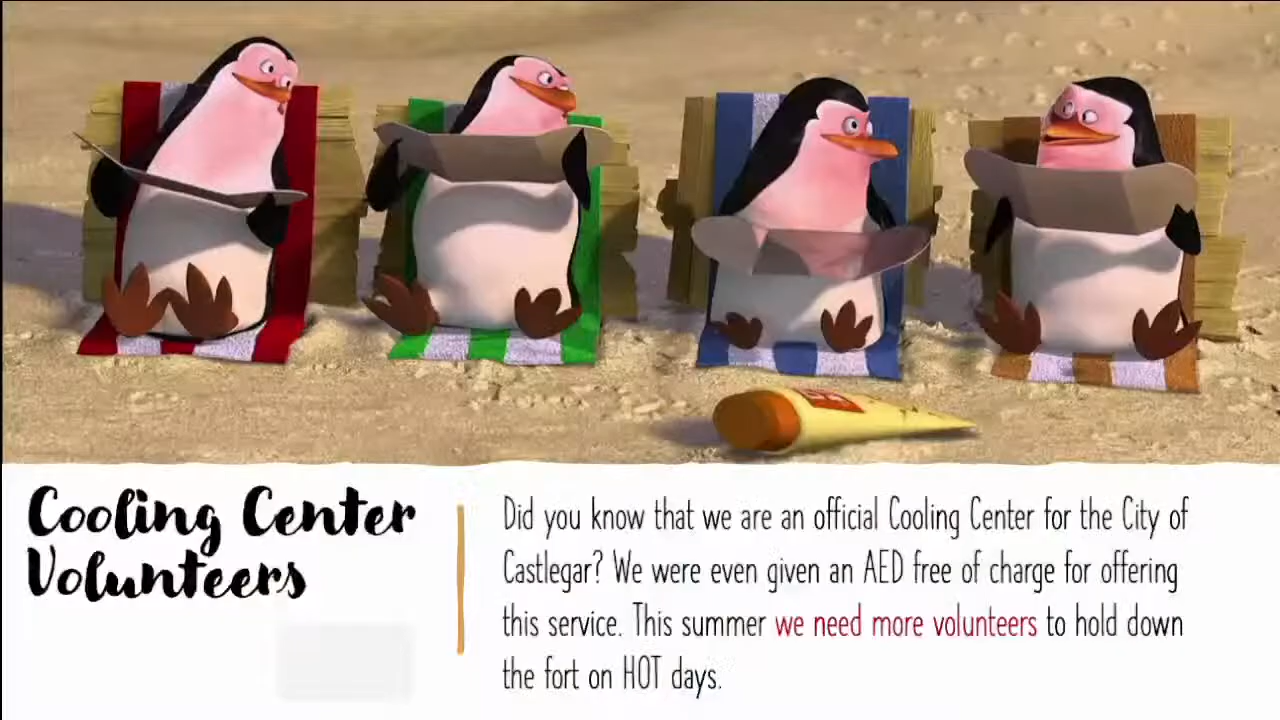 Cooling Center
Volunteers
Did you know that we are an official Cooling Center for the City of
Castlegar? We were even given an AED free of charge for offering
this service. This summer we need more volunteers to hold down
the fort on HOT days.